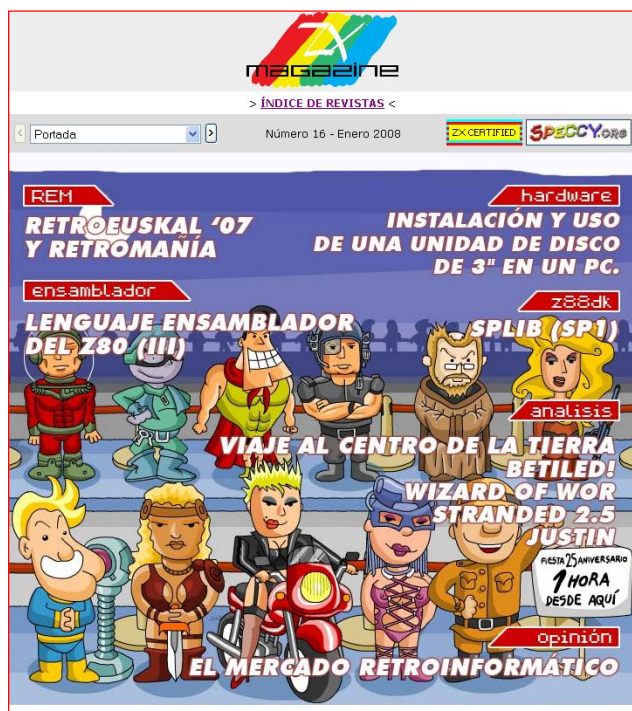 ZX
magazine
> ÍNDICE DE REVISTAS <
< Portada > Número 16 - Enero 2008 ZX CERTIFIED SPECCY.ORG
REM
RETROEUSKAL '07
Y RETROMAÑÍA
hardware
INSTALACIÓN Y USO
DE UNA UNIDAD DE DISCO
DE 3" EN UN PC.
ensamblador
LENGUAJE ENSAMBLADOR
DEL Z80 (III)
z88dk
SPLIB (SP1)
analisis
VIAJE AL CENTRO DE LA TIERRA
BETILED!
WIZARD OF WOR
STRANDED 2.5
JUSTIN
FIESTA 25 ANIVERSARIO
1 HORA
DESDE AQUÍ
opinión
EL MERCADO RETROINFORMÁTICO